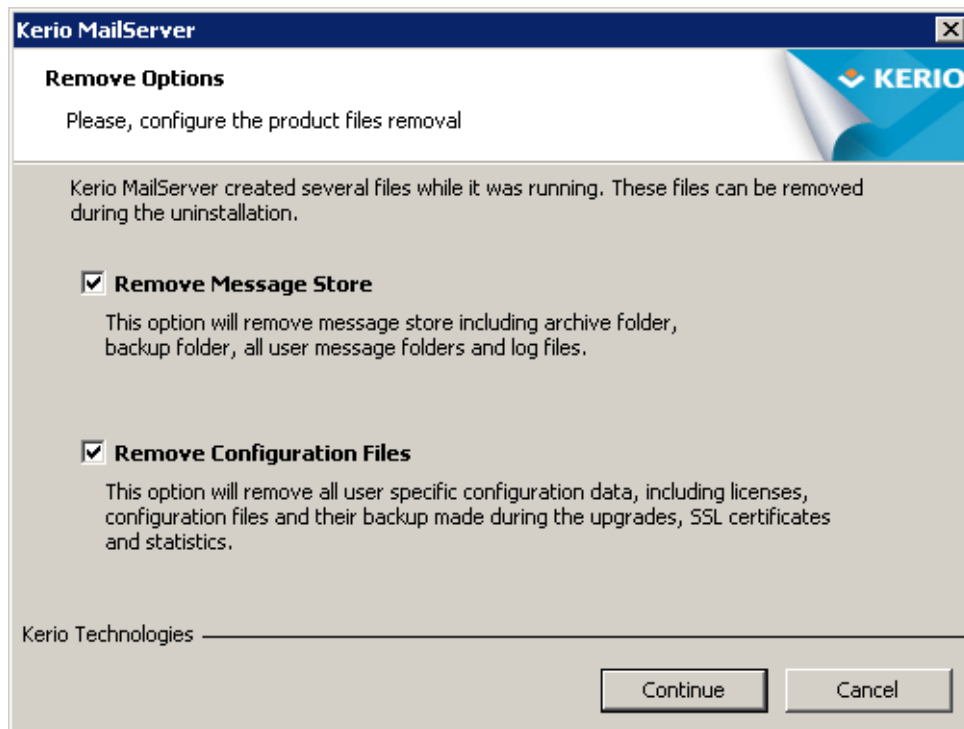 Kerio MailServer
Remove Options
KERIO
Please, configure the product files removal
Kerio MailServer created several files while it was running. These files can be removed
during the uninstallation.
Remove Message Store
This option will remove message store including archive folder,
backup folder, all user message folders and log files.
Remove Configuration Files
This option will remove all user specific configuration data, including licenses,
configuration files and their backup made during the upgrades, SSL certificates
and statistics.
Kerio Technologies
Continue
Cancel